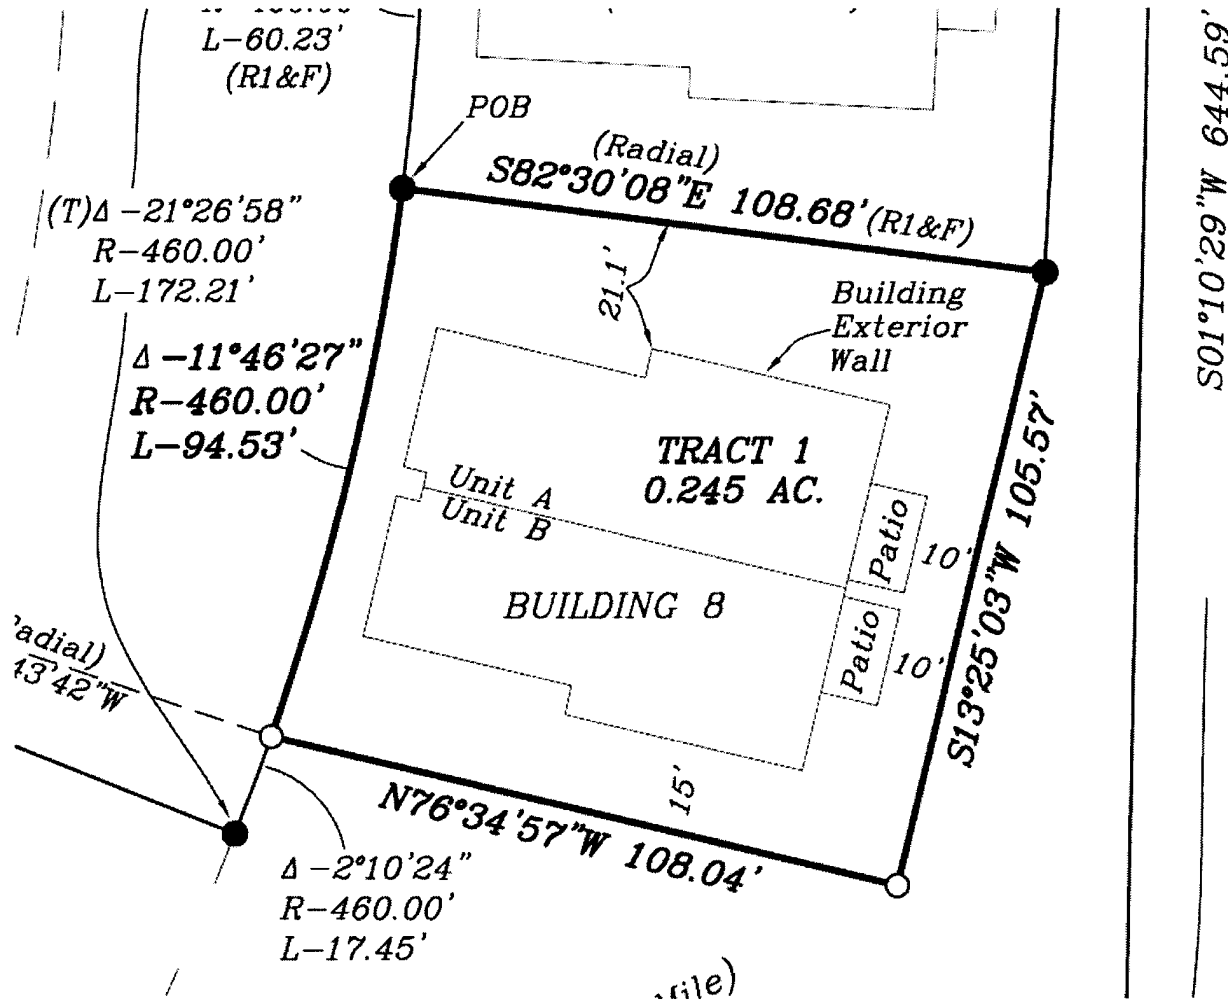 L-60.23'
(R1&F)
POB
(Radial)
S82°30'08"E 108.68' (R1&F)
S01°10'29"W 644.59'
(T)Δ-21°26'58"
R-460.00'
L-172.21'
21.1'
Building
Exterior
Wall
Δ-11°46'27"
R-460.00'
L-94.53'
TRACT 1
0.245 AC.
Unit A
Unit B
Patio
10'
S13°25'03"W 105.57'
BUILDING 8
Patio
10'
43'42"W
15'
N76°34'57"W 108.04'
Δ-2°10'24"
R-460.00'
L-17.45'